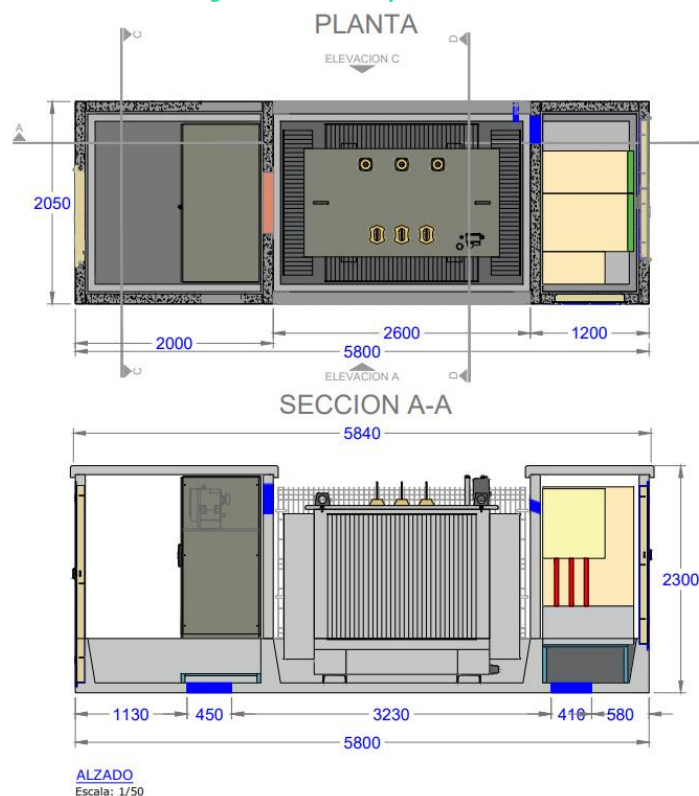 PLANTA
C
D
ELEVACION C
A
2050
2000
2600
1200
5800
C
ELEVACION A
D
SECCION A-A
5840
2300
1130
450
3230
410
580
5800
ALZADO
Escala: 1/50